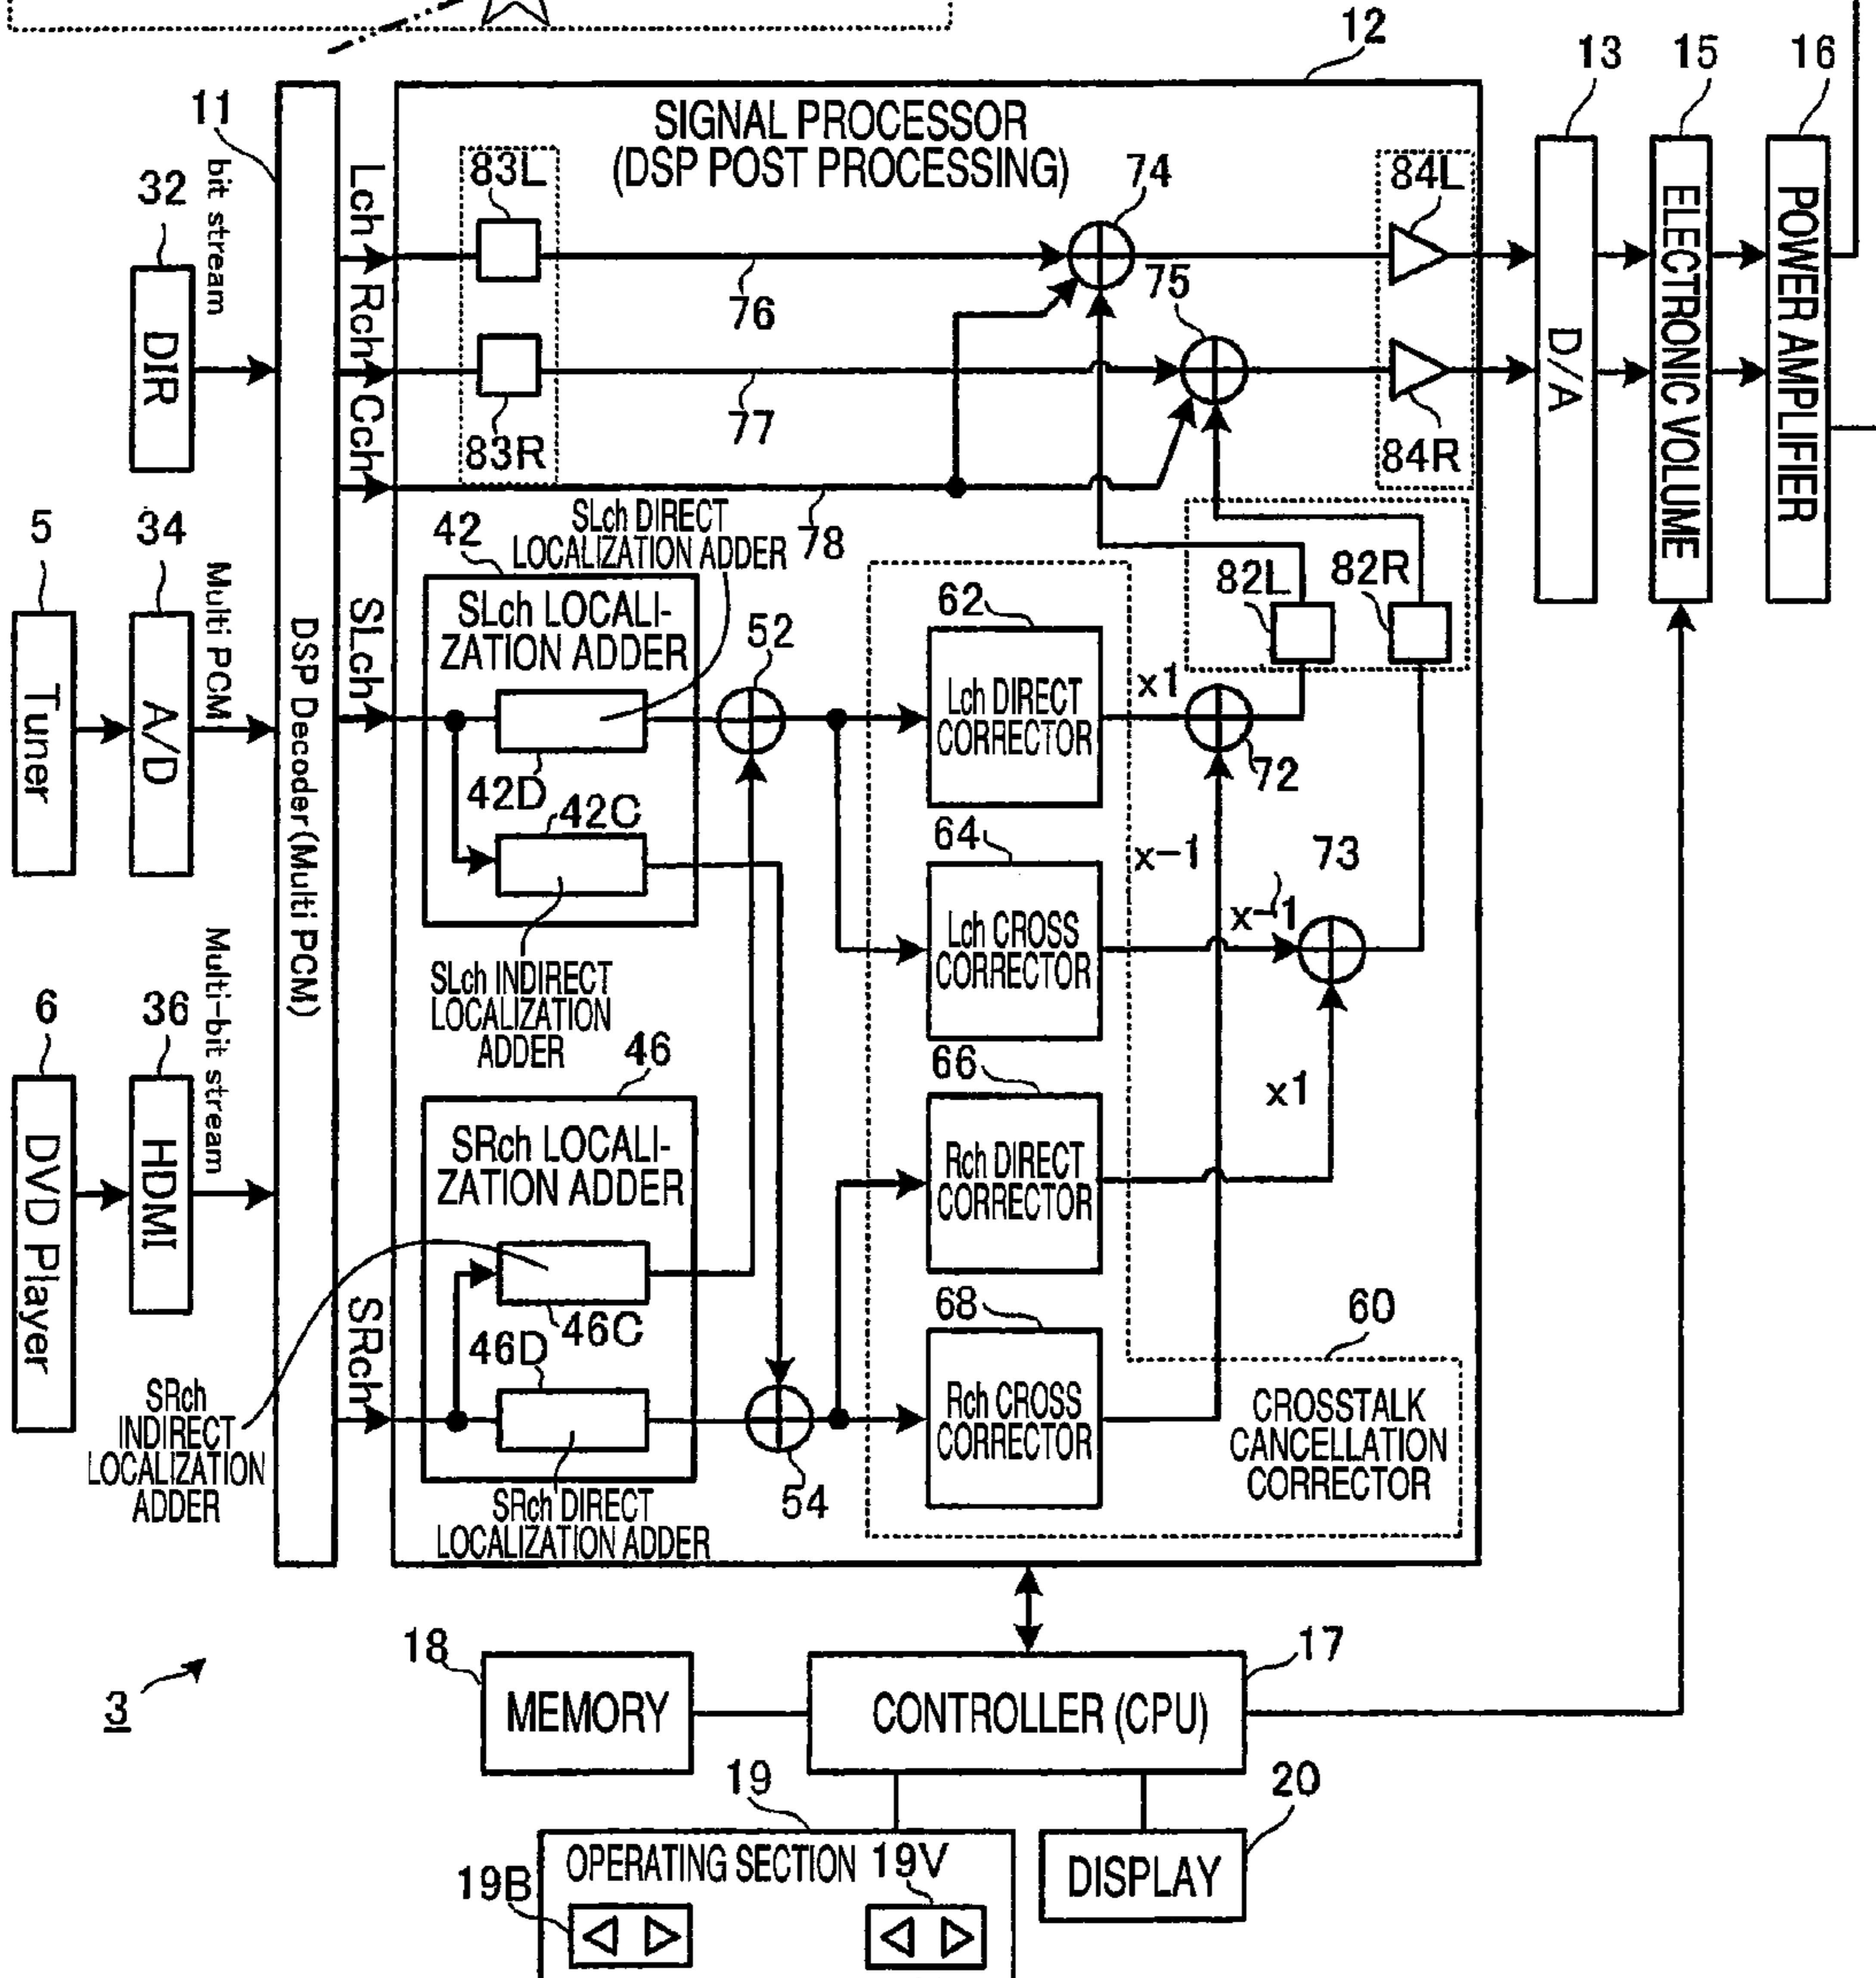 12
13
15
16
11
SIGNAL PROCESSOR
(DSP POST PROCESSING)
32
bit stream
DIR
Lch
Rch
Cch
83L
83R
76
77
78
74
75
84L
84R
D/A
ELECTRONIC VOLUME
POWER AMPLIFIER
5
34
Multi PCM
Tuner
A/D
DSP Decoder(Multi PCM)
SLch
42
SLch DIRECT
LOCALIZATION ADDER
SLch LOCALI-
ZATION ADDER
42D
42C
52
SLch INDIRECT
LOCALIZATION
ADDER
62
Lch DIRECT
CORRECTOR
x1
82L
82R
72
64
x-1
73
x-1
Lch CROSS
CORRECTOR
6
36
Multi-bit stream
DVD Player
HDMI
46
SRch LOCALI-
ZATION ADDER
66
x1
Rch DIRECT
CORRECTOR
46C
46D
SRch
68
60
Rch CROSS
CORRECTOR
CROSSTALK
CANCELLATION
CORRECTOR
SRch
INDIRECT
LOCALIZATION
ADDER
54
SRch DIRECT
LOCALIZATION ADDER
3
18
MEMORY
17
CONTROLLER (CPU)
19
20
OPERATING SECTION
19V
19B
DISPLAY